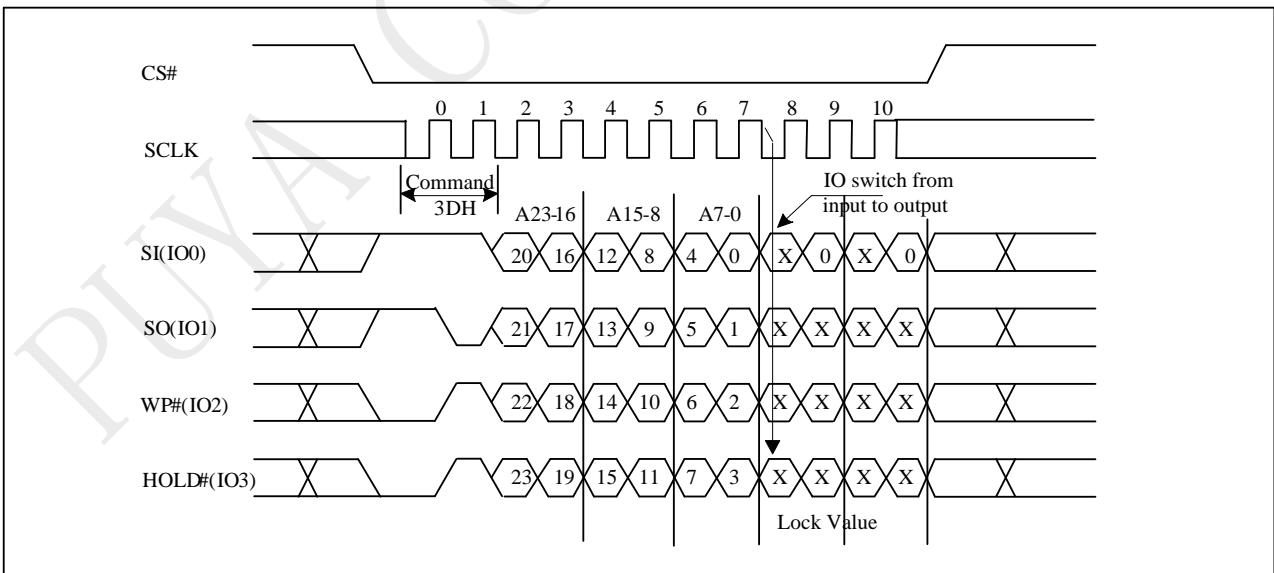 PUYA CO
CS#
0 1 2 3 4 5 6 7 8 9 10
SCLK
Command
3DH
IO switch from
input to output
A23-16 A15-8 A7-0
SI(IO0) 20 16 12 8 4 0 X 0 X 0
SO(IO1) 21 17 13 9 5 1 X X X X
WP#(IO2) 22 18 14 10 6 2 X X X X
HOLD#(IO3) 23 19 15 11 7 3 X X X X
Lock Value